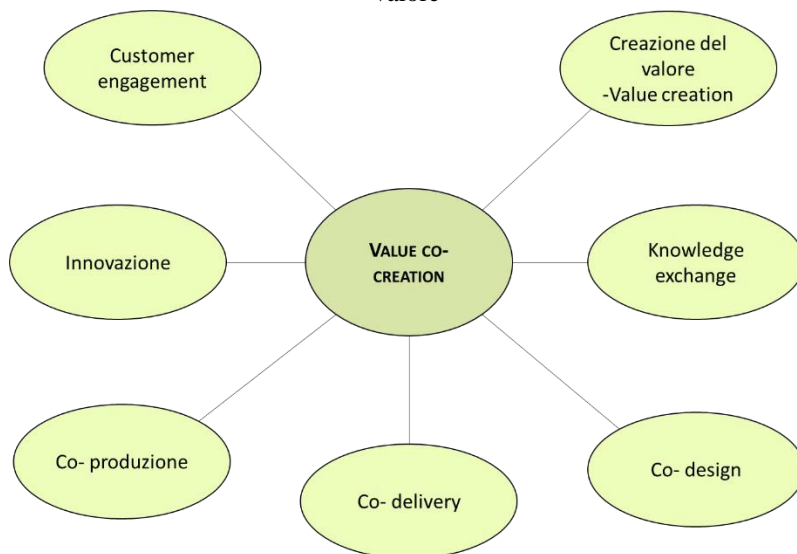 valore
Customer
engagement
Creazione del
valore
-Value creation
Innovazione
VALUE CO-
CREATION
Knowledge
exchange
Co- produzione
Co- delivery
Co- design